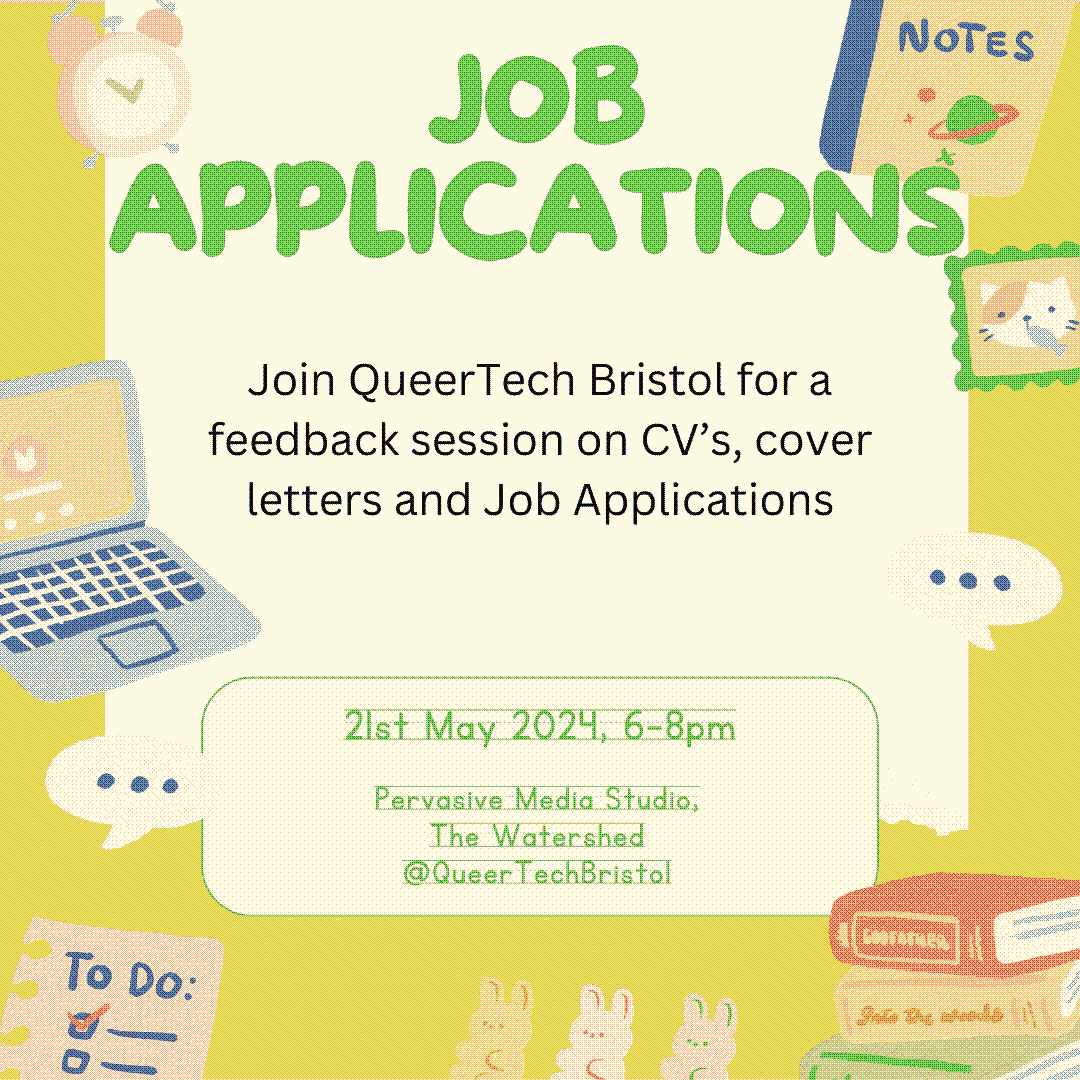 NOTES
JOB
APPLICATIONS
Join QueerTech Bristol for a
feedback session on CV’s, cover
letters and Job Applications
21st May 2024, 6-8pm
Pervasive Media Studio,
The Watershed
@QueerTechBristol
To Do:
Into the woods